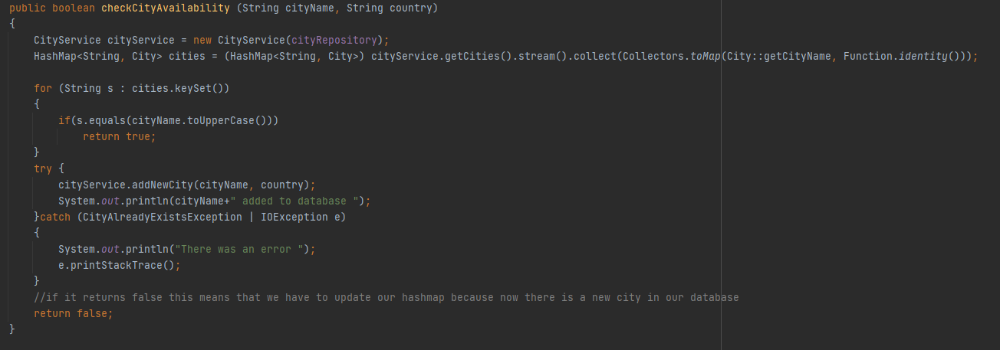 public boolean checkCityAvailability (String cityName, String country)
{
CityService cityService = new CityService(cityRepository);
HashMap<String, City> cities = (HashMap<String, City>) cityService.getCities().stream().collect(Collectors.toMap(City::getCityName, Function.identity()));
for (String s : cities.keySet())
{
if(s.equals(cityName.toUpperCase()))
return true;
}
try {
cityService.addNewCity(cityName, country);
System.out.println(cityName+" added to database ");
}catch (CityAlreadyExistsException | IOException e)
{
System.out.println("There was an error ");
e.printStackTrace();
}
//if it returns false this means that we have to update our hashmap because now there is a new city in our database
return false;
}